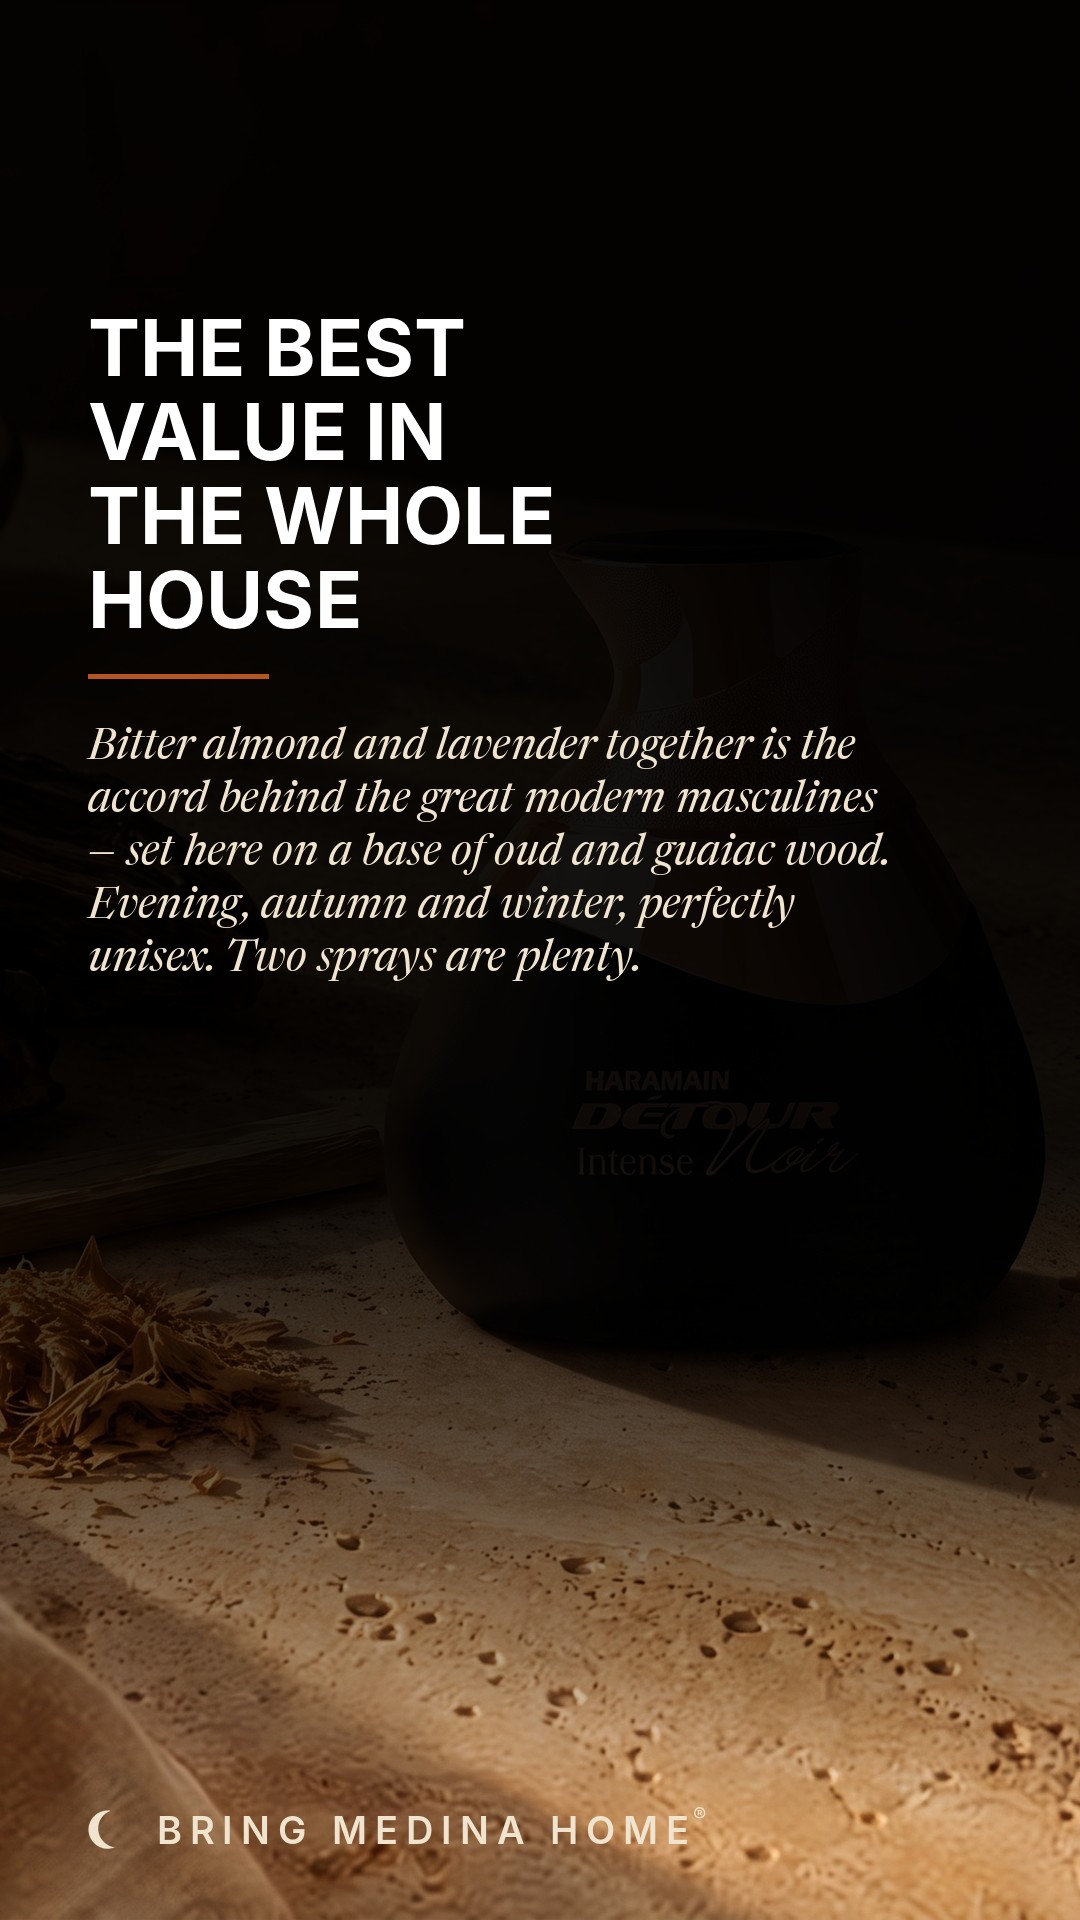 THE BEST
VALUE IN
THE WHOLE
HOUSE
Bitter almond and lavender together is the
accord behind the great modern masculines
– set here on a base of oud and guaiac wood.
Evening, autumn and winter, perfectly
unisex. Two sprays are plenty.
HARAMAIN
DÉTOUR
Intense Noir
BRING MEDINA HOME®